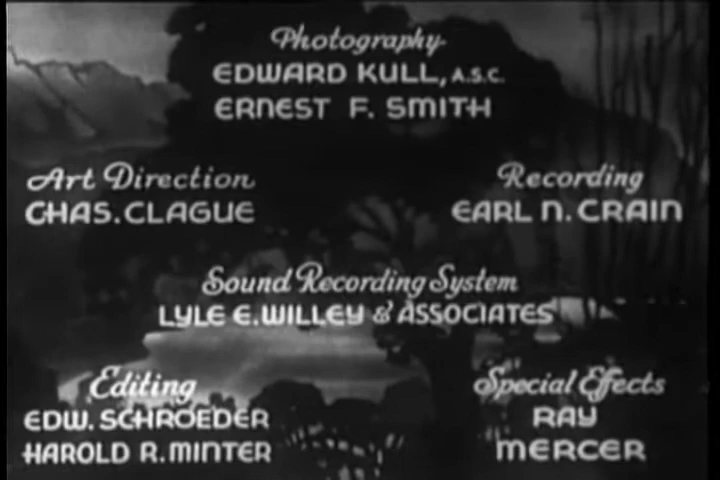 Photography
EDWARD KULL, A.S.C.
ERNEST F. SMITH
Art Direction
CHAS. CLAGUE
Recording
EARL N. CRAIN
Sound Recording System
LYLE E. WILLEY & ASSOCIATES
Editing
EDW. SCHROEDER
HAROLD R. MINTER
Special Effects
RAY
MERCER